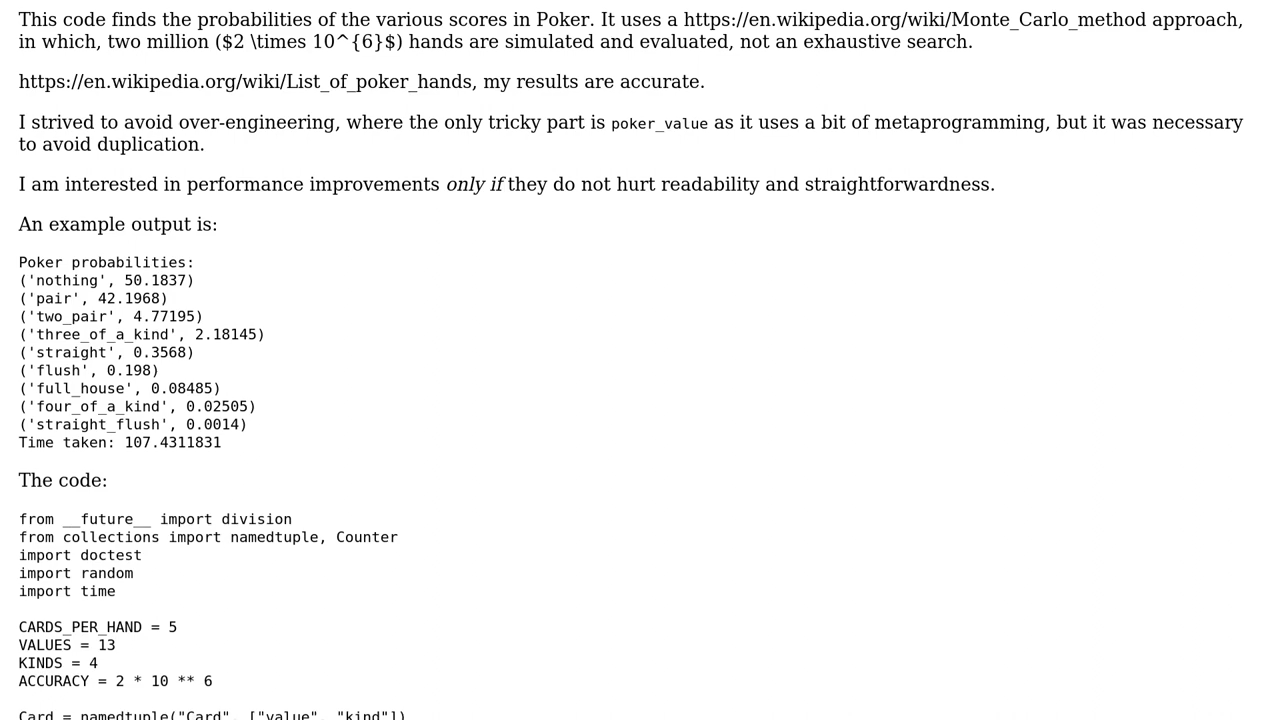 This code finds the probabilities of the various scores in Poker. It uses a https://en.wikipedia.org/wiki/Monte_Carlo_method approach,
in which, two million ($2 \times 10^{6}$) hands are simulated and evaluated, not an exhaustive search.
https://en.wikipedia.org/wiki/List_of_poker_hands, my results are accurate.
I strived to avoid over-engineering, where the only tricky part is poker_value as it uses a bit of metaprogramming, but it was necessary
to avoid duplication.
I am interested in performance improvements only if they do not hurt readability and straightforwardness.
An example output is:
Poker probabilities:
('nothing', 50.1837)
('pair', 42.1968)
('two_pair', 4.77195)
('three_of_a_kind', 2.18145)
('straight', 0.3568)
('flush', 0.198)
('full_house', 0.08485)
('four_of_a_kind', 0.02505)
('straight_flush', 0.0014)
Time taken: 107.4311831
The code:
from __future__ import division
from collections import namedtuple, Counter
import doctest
import random
import time
CARDS_PER_HAND = 5
VALUES = 13
KINDS = 4
ACCURACY = 2 * 10 ** 6
Card = namedtuple("Card", ["value", "kind"])